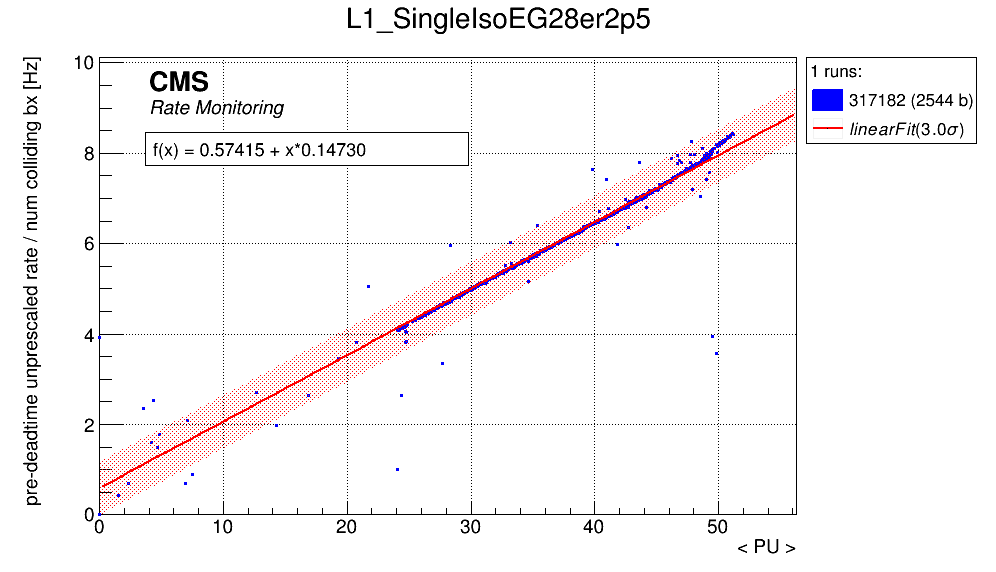 L1_SingleIsoEG28er2p5
pre-deadtime unprescaled rate / num colliding bx [Hz]
10
8
6
4
2
0
CMS
Rate Monitoring
f(x) = 0.57415 + x*0.14730
1 runs:
317182 (2544 b)
linearFit(3.0σ)
0 10 20 30 40 50
< PU >